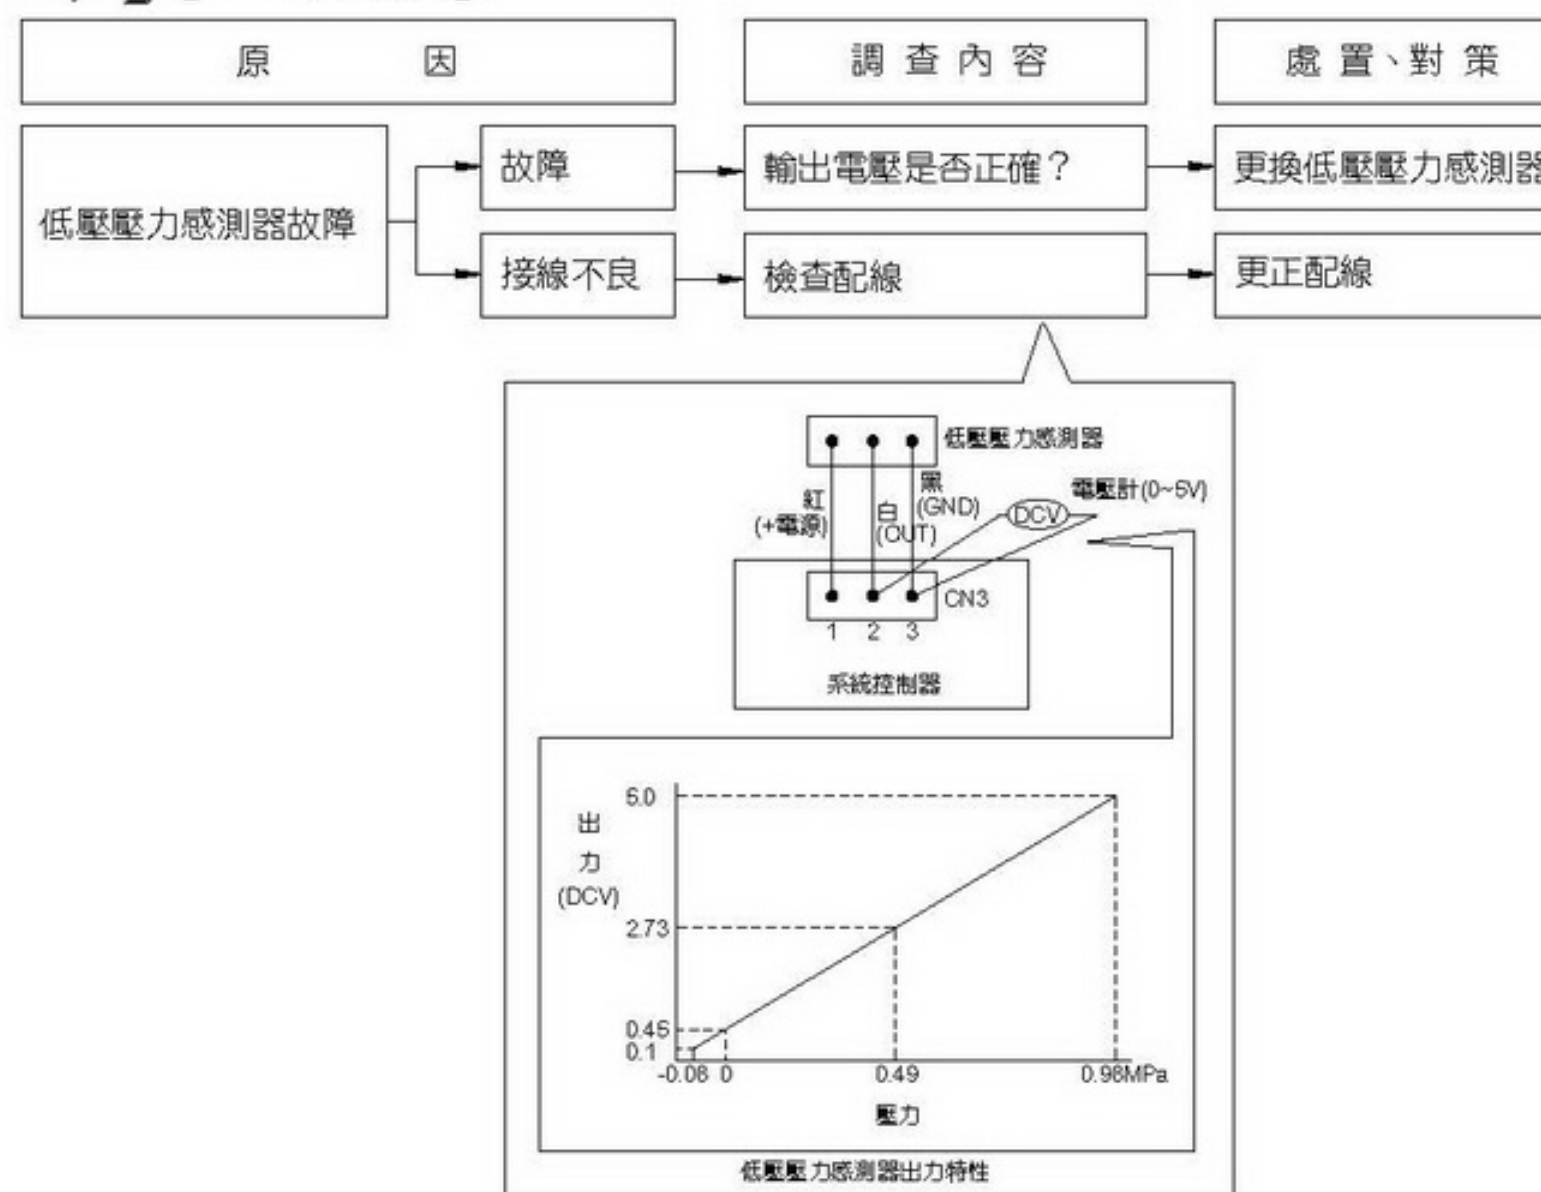 原 因
調查內容
處置、對策
低壓壓力感測器故障
故障
輸出電壓是否正確？
更換低壓壓力感測器
接線不良
檢查配線
更正配線
低壓壓力感測器
紅
(+電源)
白
(OUT)
黑
(GND)
電壓計(0~5V)
DCV
CN3
1 2 3
系統控制器
出力
(DCV)
5.0
2.73
0.45
0.1
-0.08 0 0.49 0.98MPa
壓力
低壓壓力感測器出力特性